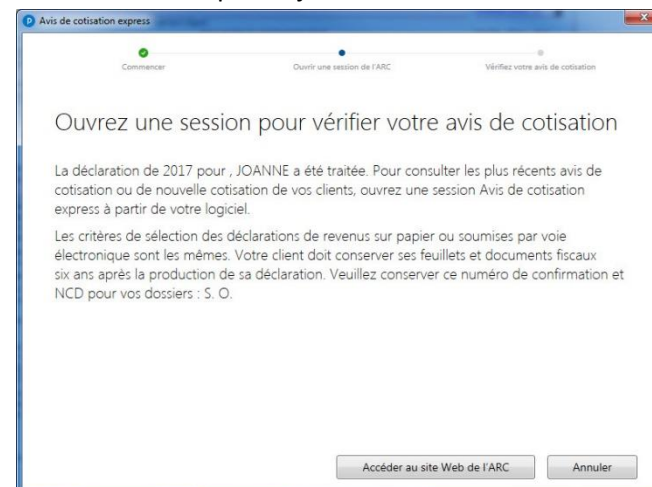 Avis de cotisation express
Commencer
Ouvrir une session de l'ARC
Vérifiez votre avis de cotisation
Ouvrez une session pour vérifier votre avis de cotisation
La déclaration de 2017 pour , JOANNE a été traitée. Pour consulter les plus récents avis de
cotisation ou de nouvelle cotisation de vos clients, ouvrez une session Avis de cotisation
express à partir de votre logiciel.
Les critères de sélection des déclarations de revenus sur papier ou soumises par voie
électronique sont les mêmes. Votre client doit conserver ses feuillets et documents fiscaux
six ans après la production de sa déclaration. Veuillez conserver ce numéro de confirmation et
NCD pour vos dossiers : S. O.
Accéder au site Web de l'ARC
Annuler